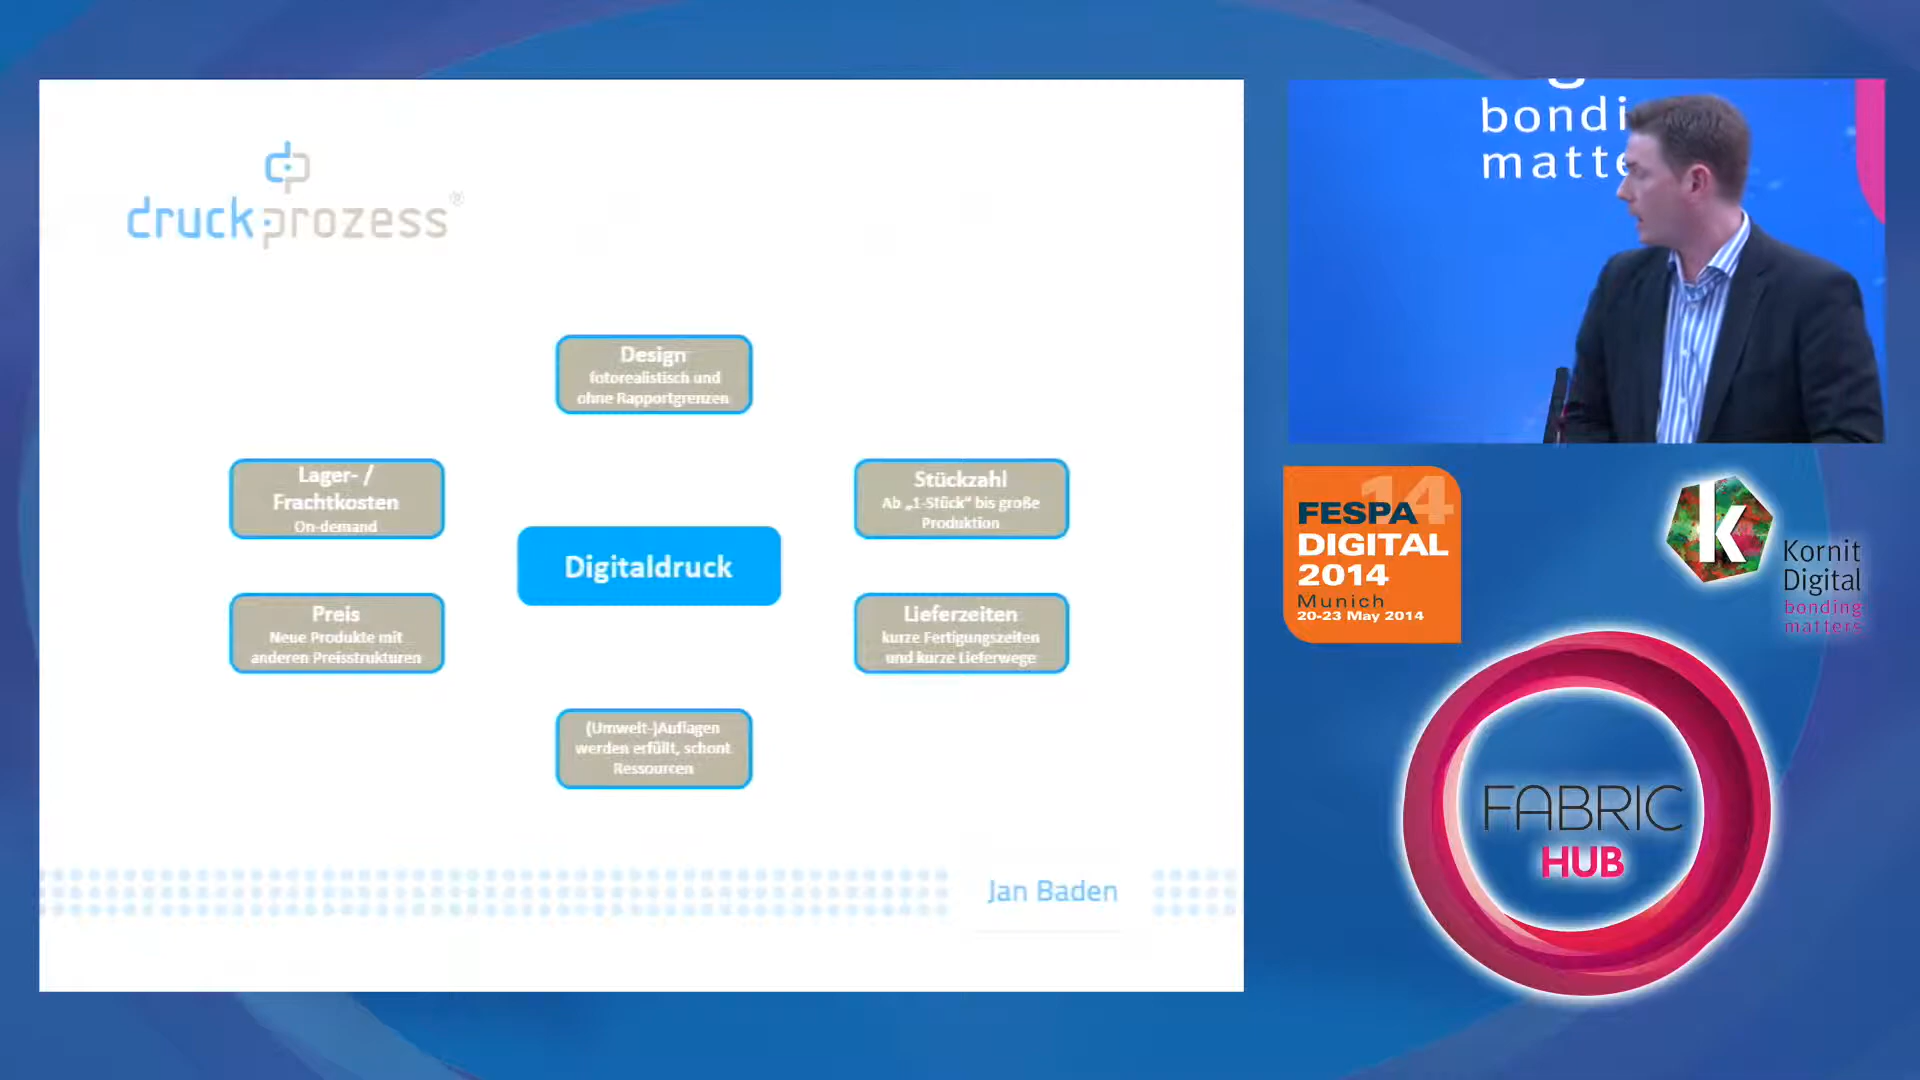 druckprozess®
Design
fotorealistisch und
ohne Rapportgrenzen
Lager- /
Frachtkosten
On-demand
Stückzahl
Ab „1-Stück“ bis große
Produktion
Digitaldruck
Preis
Neue Produkte mit
anderen Preisstrukturen
Lieferzeiten
kurze Fertigungszeiten
und kurze Lieferwege
(Umwelt-)Auflagen
werden erfüllt, schont
Ressourcen
Jan Baden
bondi
matte
14
FESPA
DIGITAL
2014
Munich
20-23 May 2014
k
Kornit
Digital
bonding
matters
FABRIC
HUB